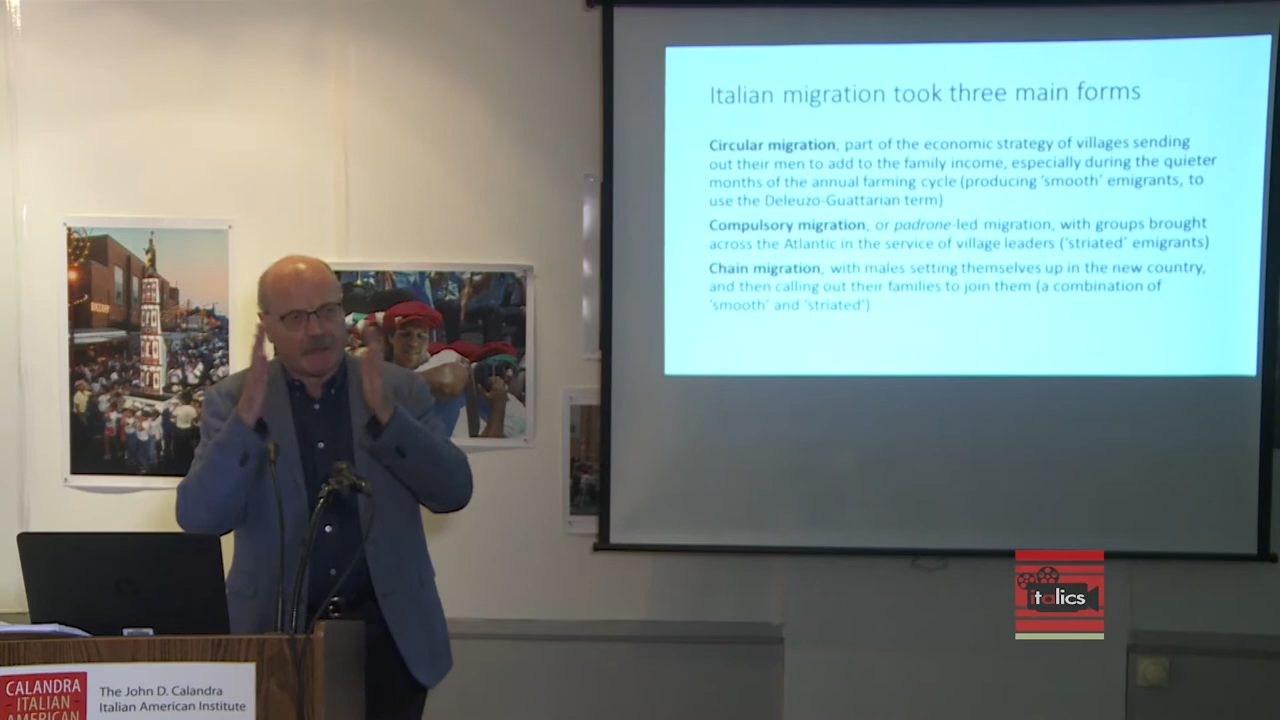 Italian migration took three main forms
Circular migration, part of the economic strategy of villages sending
out their men to add to the family income, especially during the quieter
months of the annual farming cycle (producing 'smooth' emigrants, to
use the Deleuzo-Guattarian term)
Compulsory migration, or padrone-led migration, with groups brought
across the Atlantic in the service of village leaders ('striated' emigrants)
Chain migration, with males setting themselves up in the new country,
and then calling out their families to join them (a combination of
'smooth' and 'striated')
italics
CALANDRA
ITALIAN
AMERICAN
The John D. Calandra
Italian American Institute